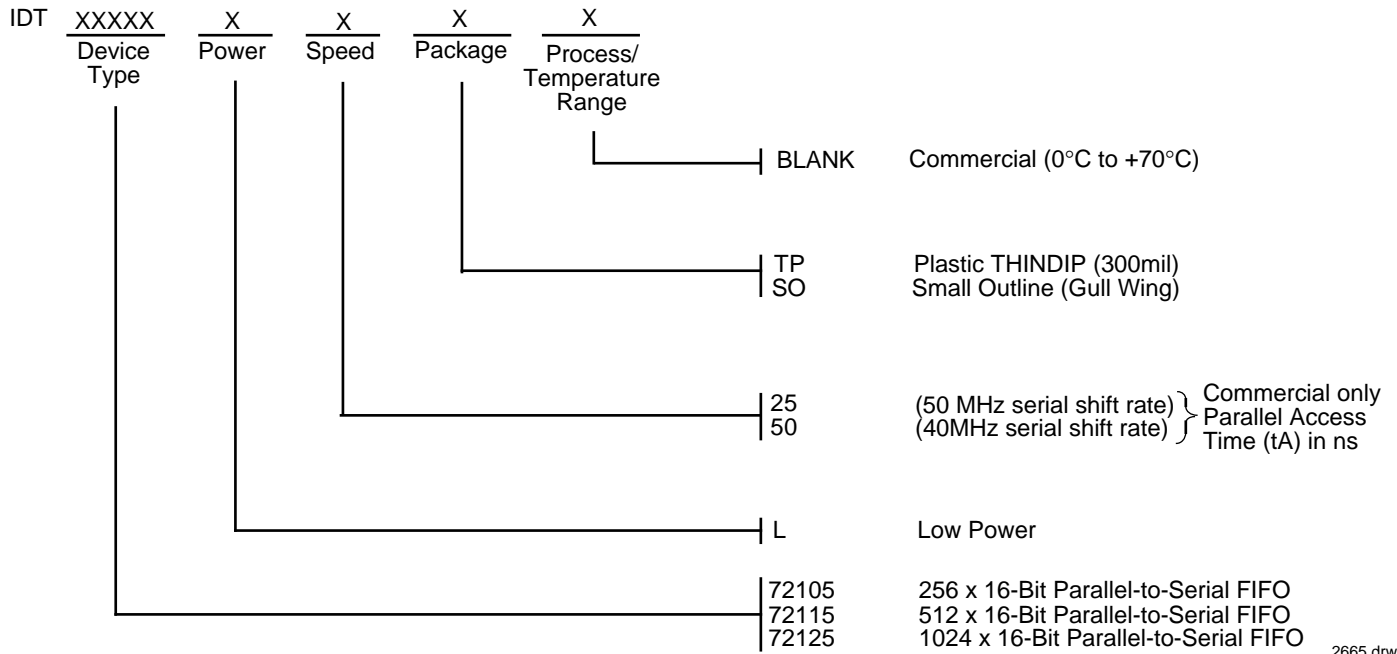 IDT XXXXX X X X X
Device Type Power Speed Package Process/ Temperature Range
BLANK Commercial (0°C to +70°C)
TP Plastic THINDIP (300mil)
SO Small Outline (Gull Wing)
25 (50 MHz serial shift rate)
50 (40MHz serial shift rate)
Commercial only
Parallel Access
Time (tA) in ns
L Low Power
72105 256 x 16-Bit Parallel-to-Serial FIFO
72115 512 x 16-Bit Parallel-to-Serial FIFO
72125 1024 x 16-Bit Parallel-to-Serial FIFO
2665 drw